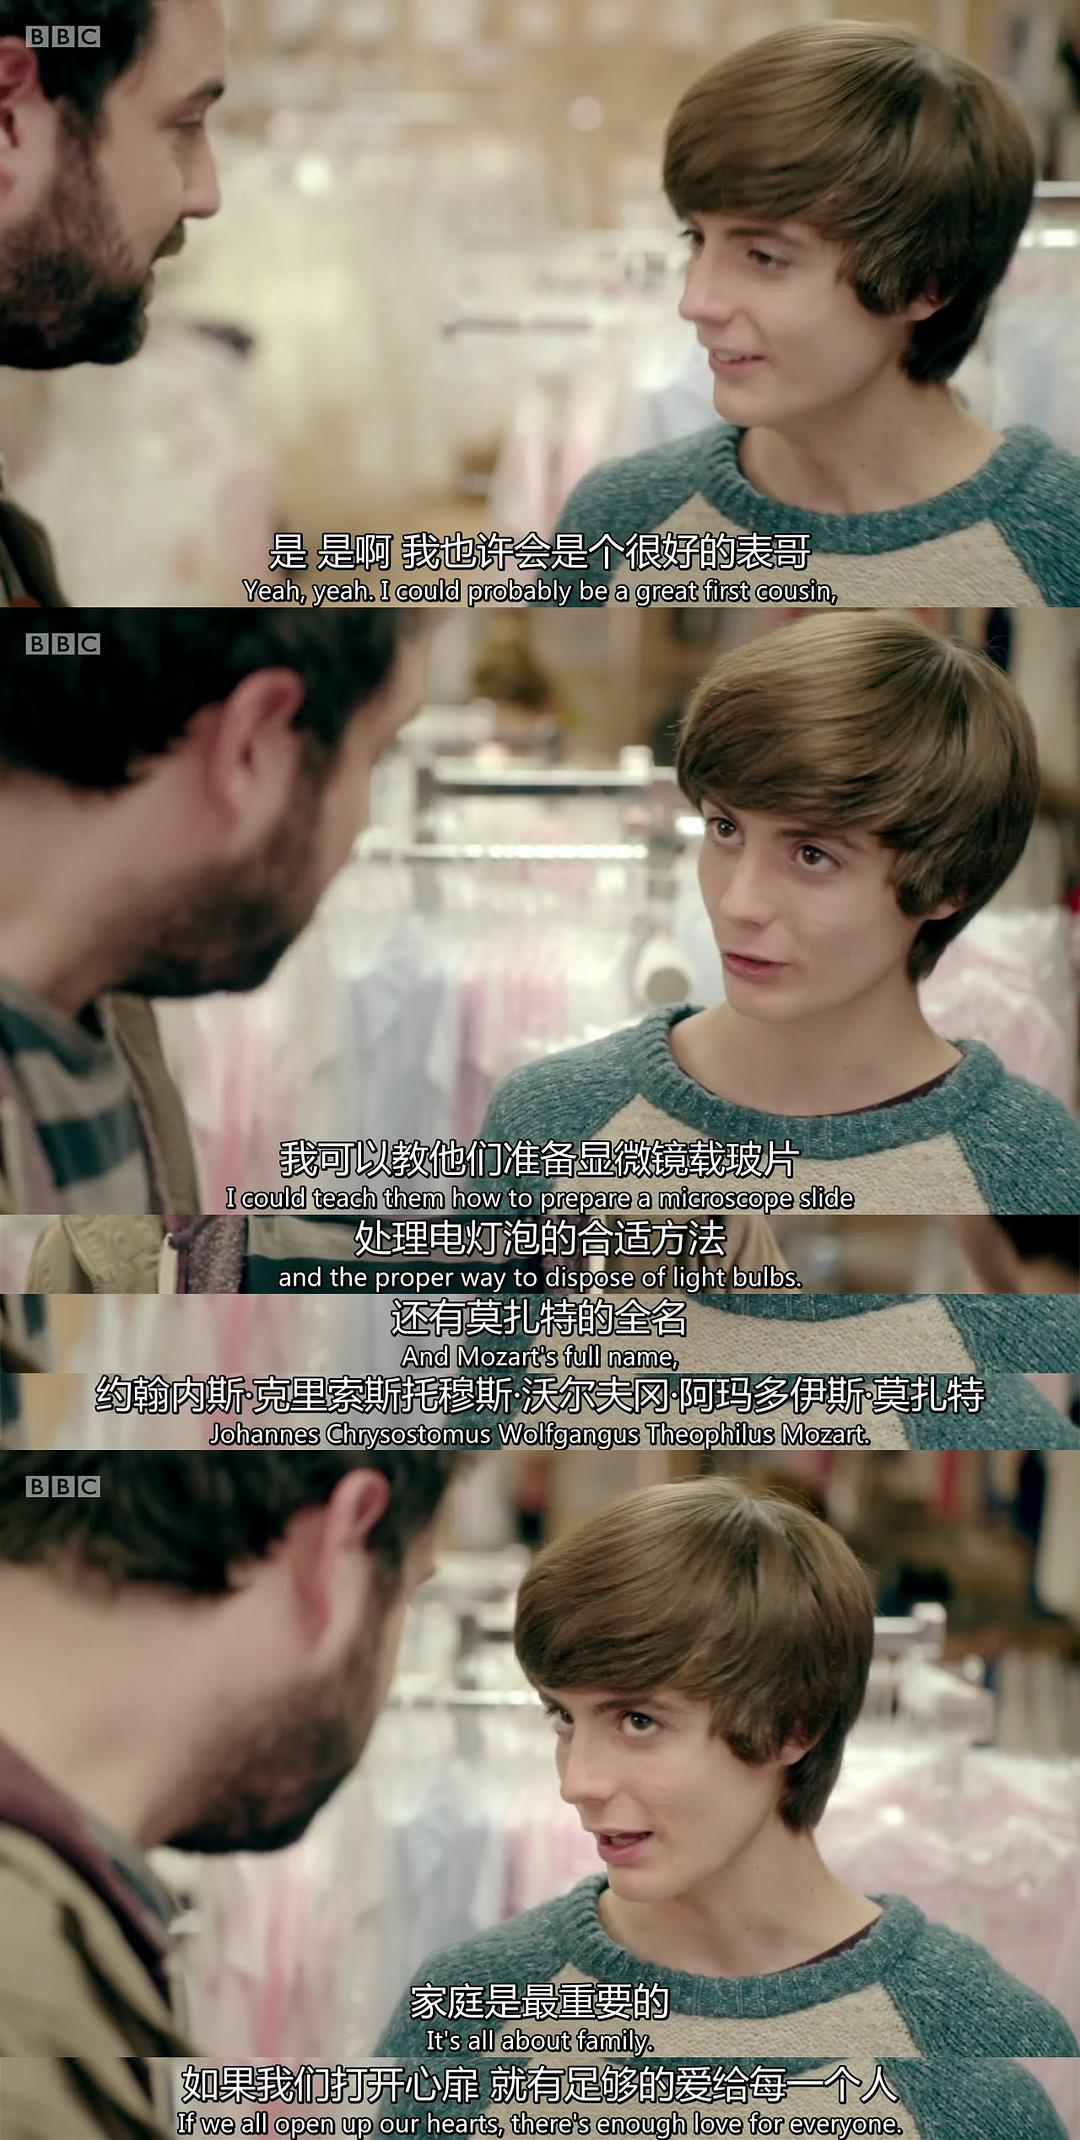 BBC
是 是啊 我也许会是个很好的表哥
Yeah, yeah. I could probably be a great first cousin,
BBC
我可以教他们准备显微镜载玻片
I could teach them how to prepare a microscope slide
处理电灯泡的合适方法
and the proper way to dispose of light bulbs.
还有莫扎特的全名
And Mozart's full name,
约翰内斯·克里索斯托穆斯·沃尔夫冈·阿玛多伊斯·莫扎特
Johannes Chrysostomus Wolfgangus Theophilus Mozart.
BBC
家庭是最重要的
It's all about family.
如果我们打开心扉 就有足够的爱给每一个人
If we all open up our hearts, there's enough love for everyone.